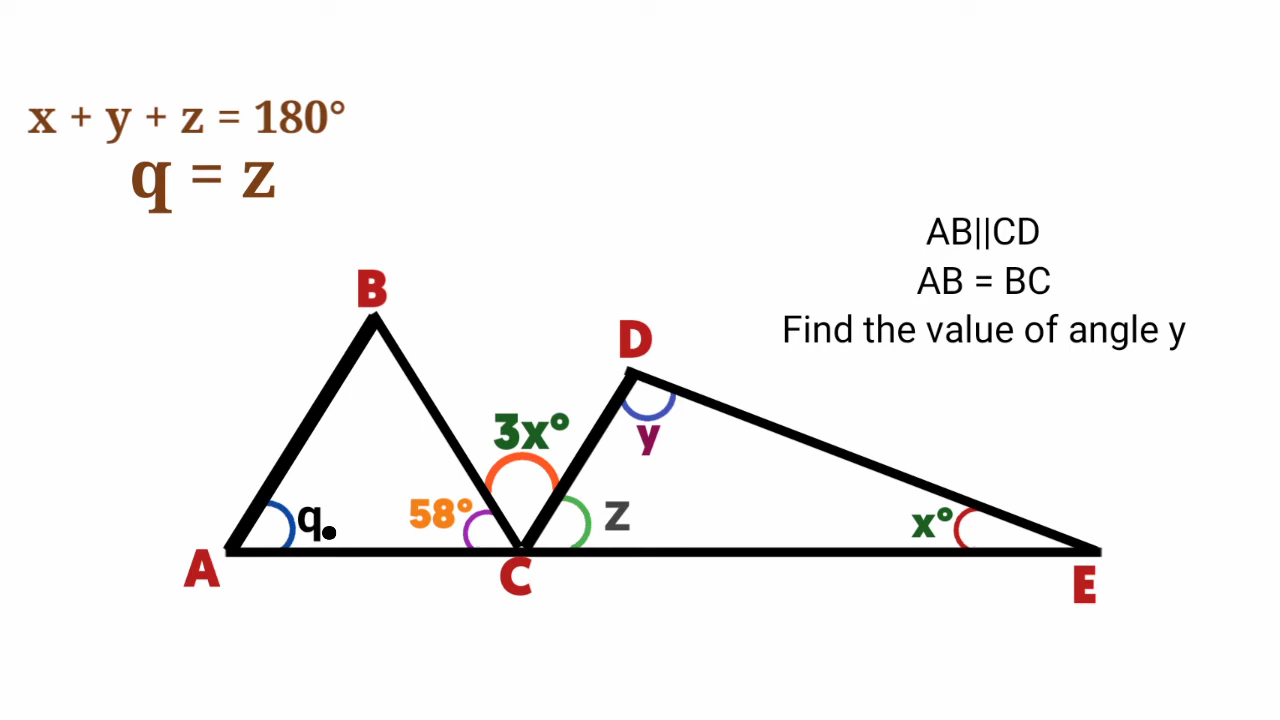 x + y + z = 180°
q = z
AB||CD
AB = BC
Find the value of angle y
B
D
3x°
y
58°
q
z
x°
A
C
E